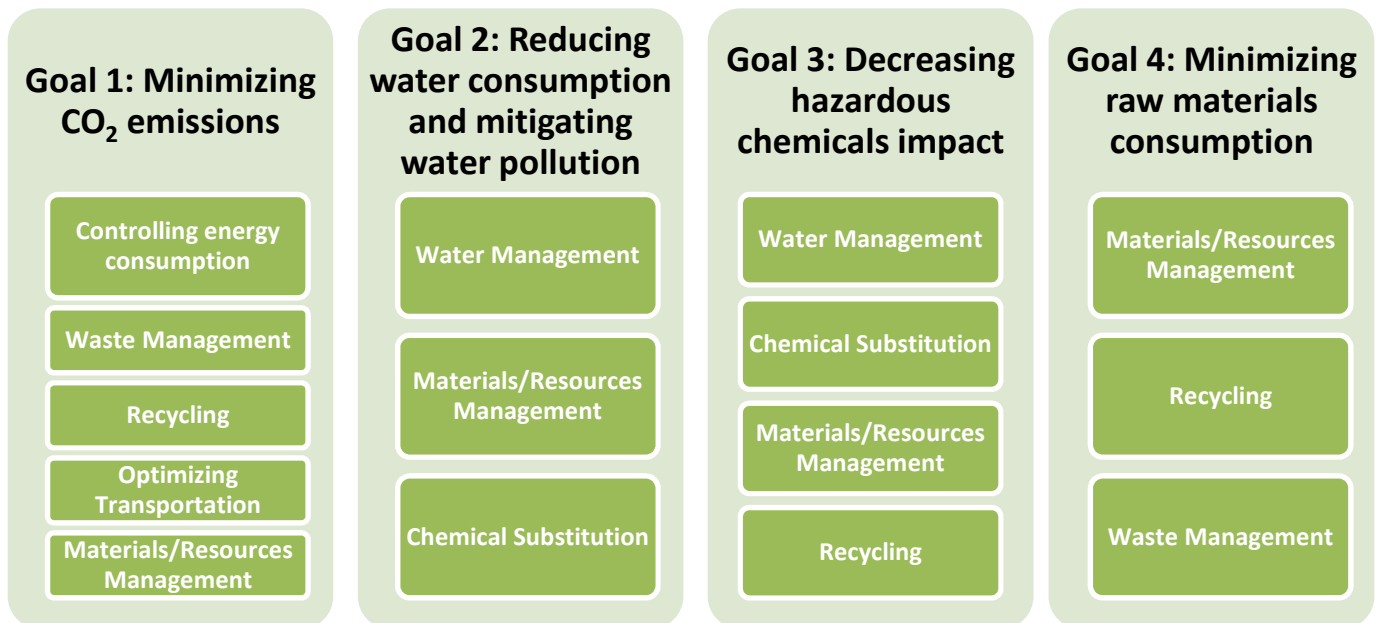 Goal 1: Minimizing
CO₂ emissions
Controlling energy
consumption
Waste Management
Recycling
Optimizing
Transportation
Materials/Resources
Management
Goal 2: Reducing
water consumption
and mitigating
water pollution
Water Management
Materials/Resources
Management
Chemical Substitution
Goal 3: Decreasing
hazardous
chemicals impact
Water Management
Chemical Substitution
Materials/Resources
Management
Recycling
Goal 4: Minimizing
raw materials
consumption
Materials/Resources
Management
Recycling
Waste Management